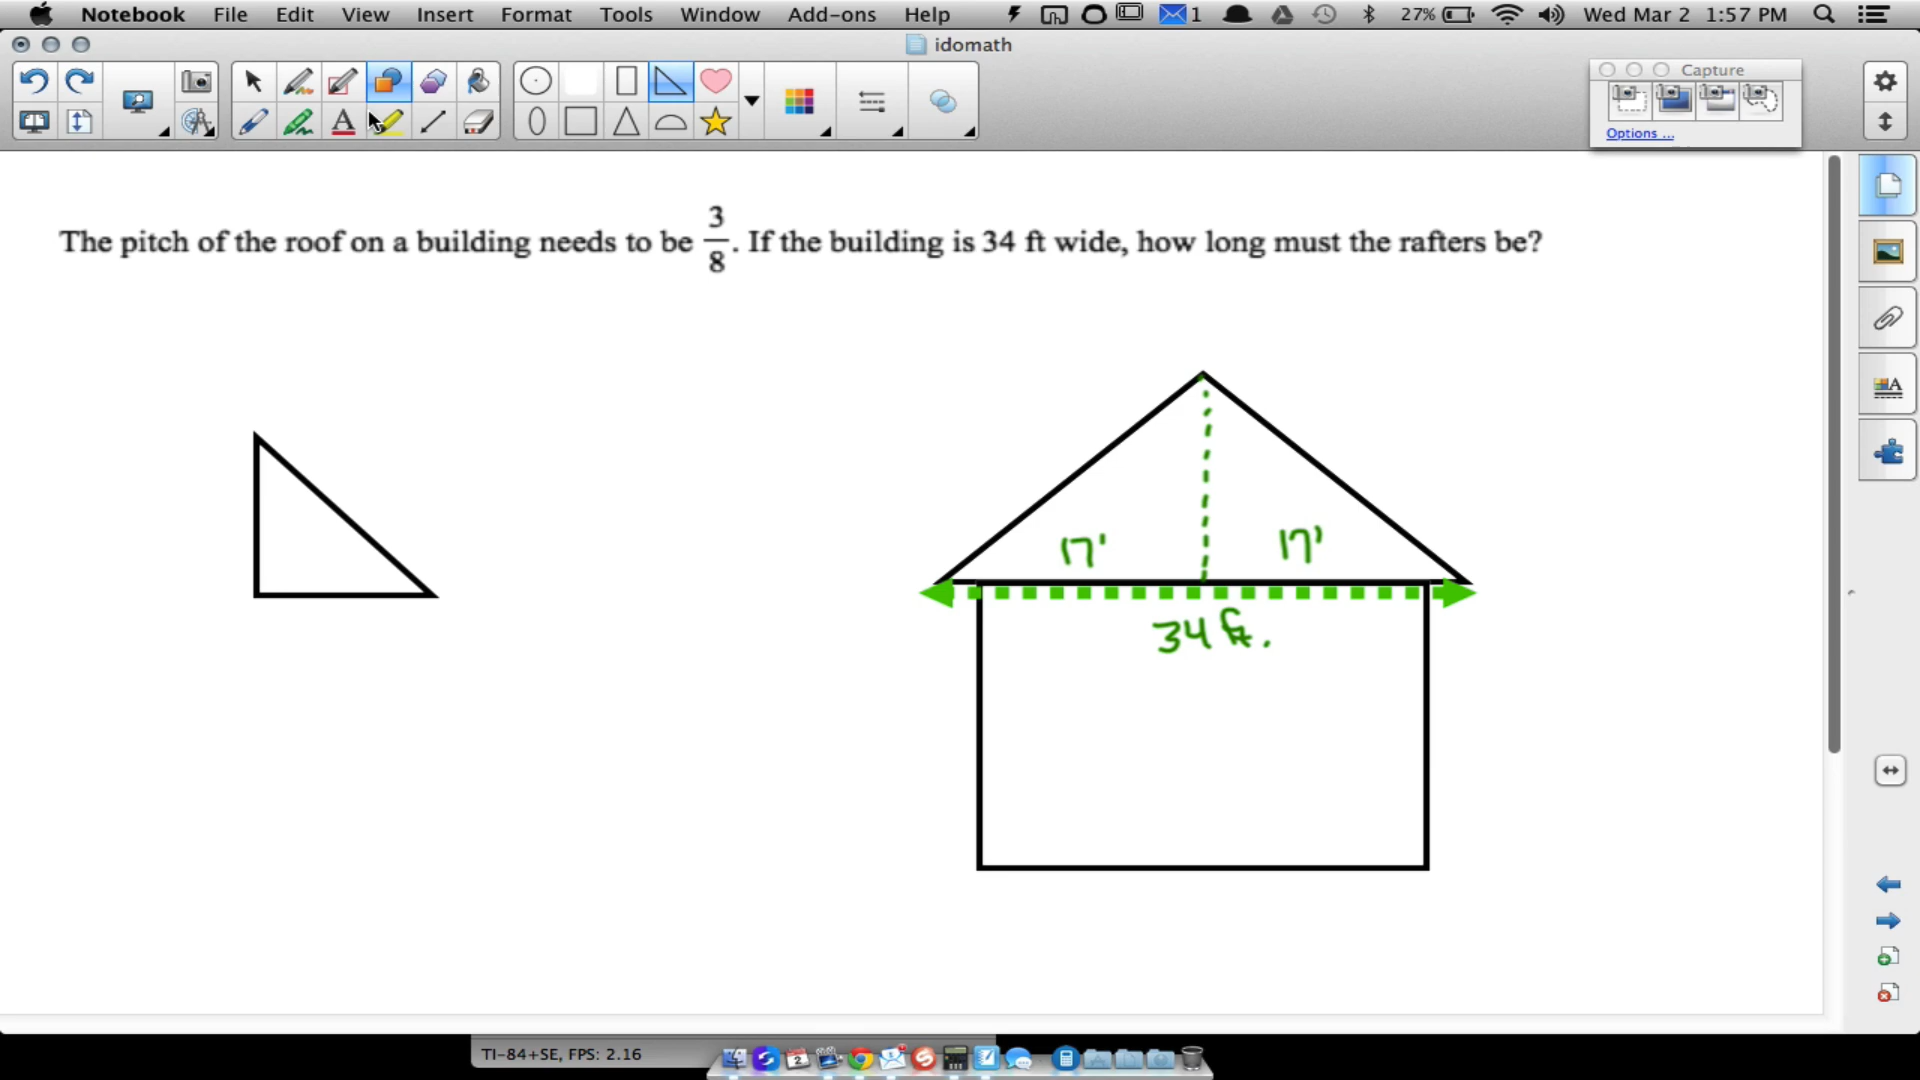 Notebook File Edit View Insert Format Tools Window Add-ons Help 1 27% Wed Mar 2 1:57 PM
idomath
Capture
Options ...
The pitch of the roof on a building needs to be 3/8. If the building is 34 ft wide, how long must the rafters be?
17' 17'
34 ft.
TI-84+SE, FPS: 2.16